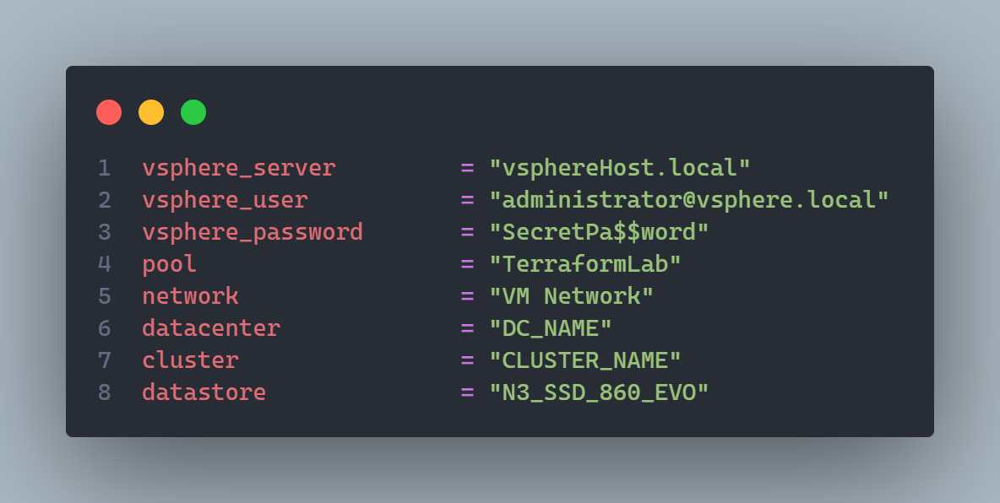 1 vsphere_server = "vsphereHost.local"
2 vsphere_user = "administrator@vsphere.local"
3 vsphere_password = "SecretPa$$word"
4 pool = "TerraformLab"
5 network = "VM Network"
6 datacenter = "DC_NAME"
7 cluster = "CLUSTER_NAME"
8 datastore = "N3_SSD_860_EVO"